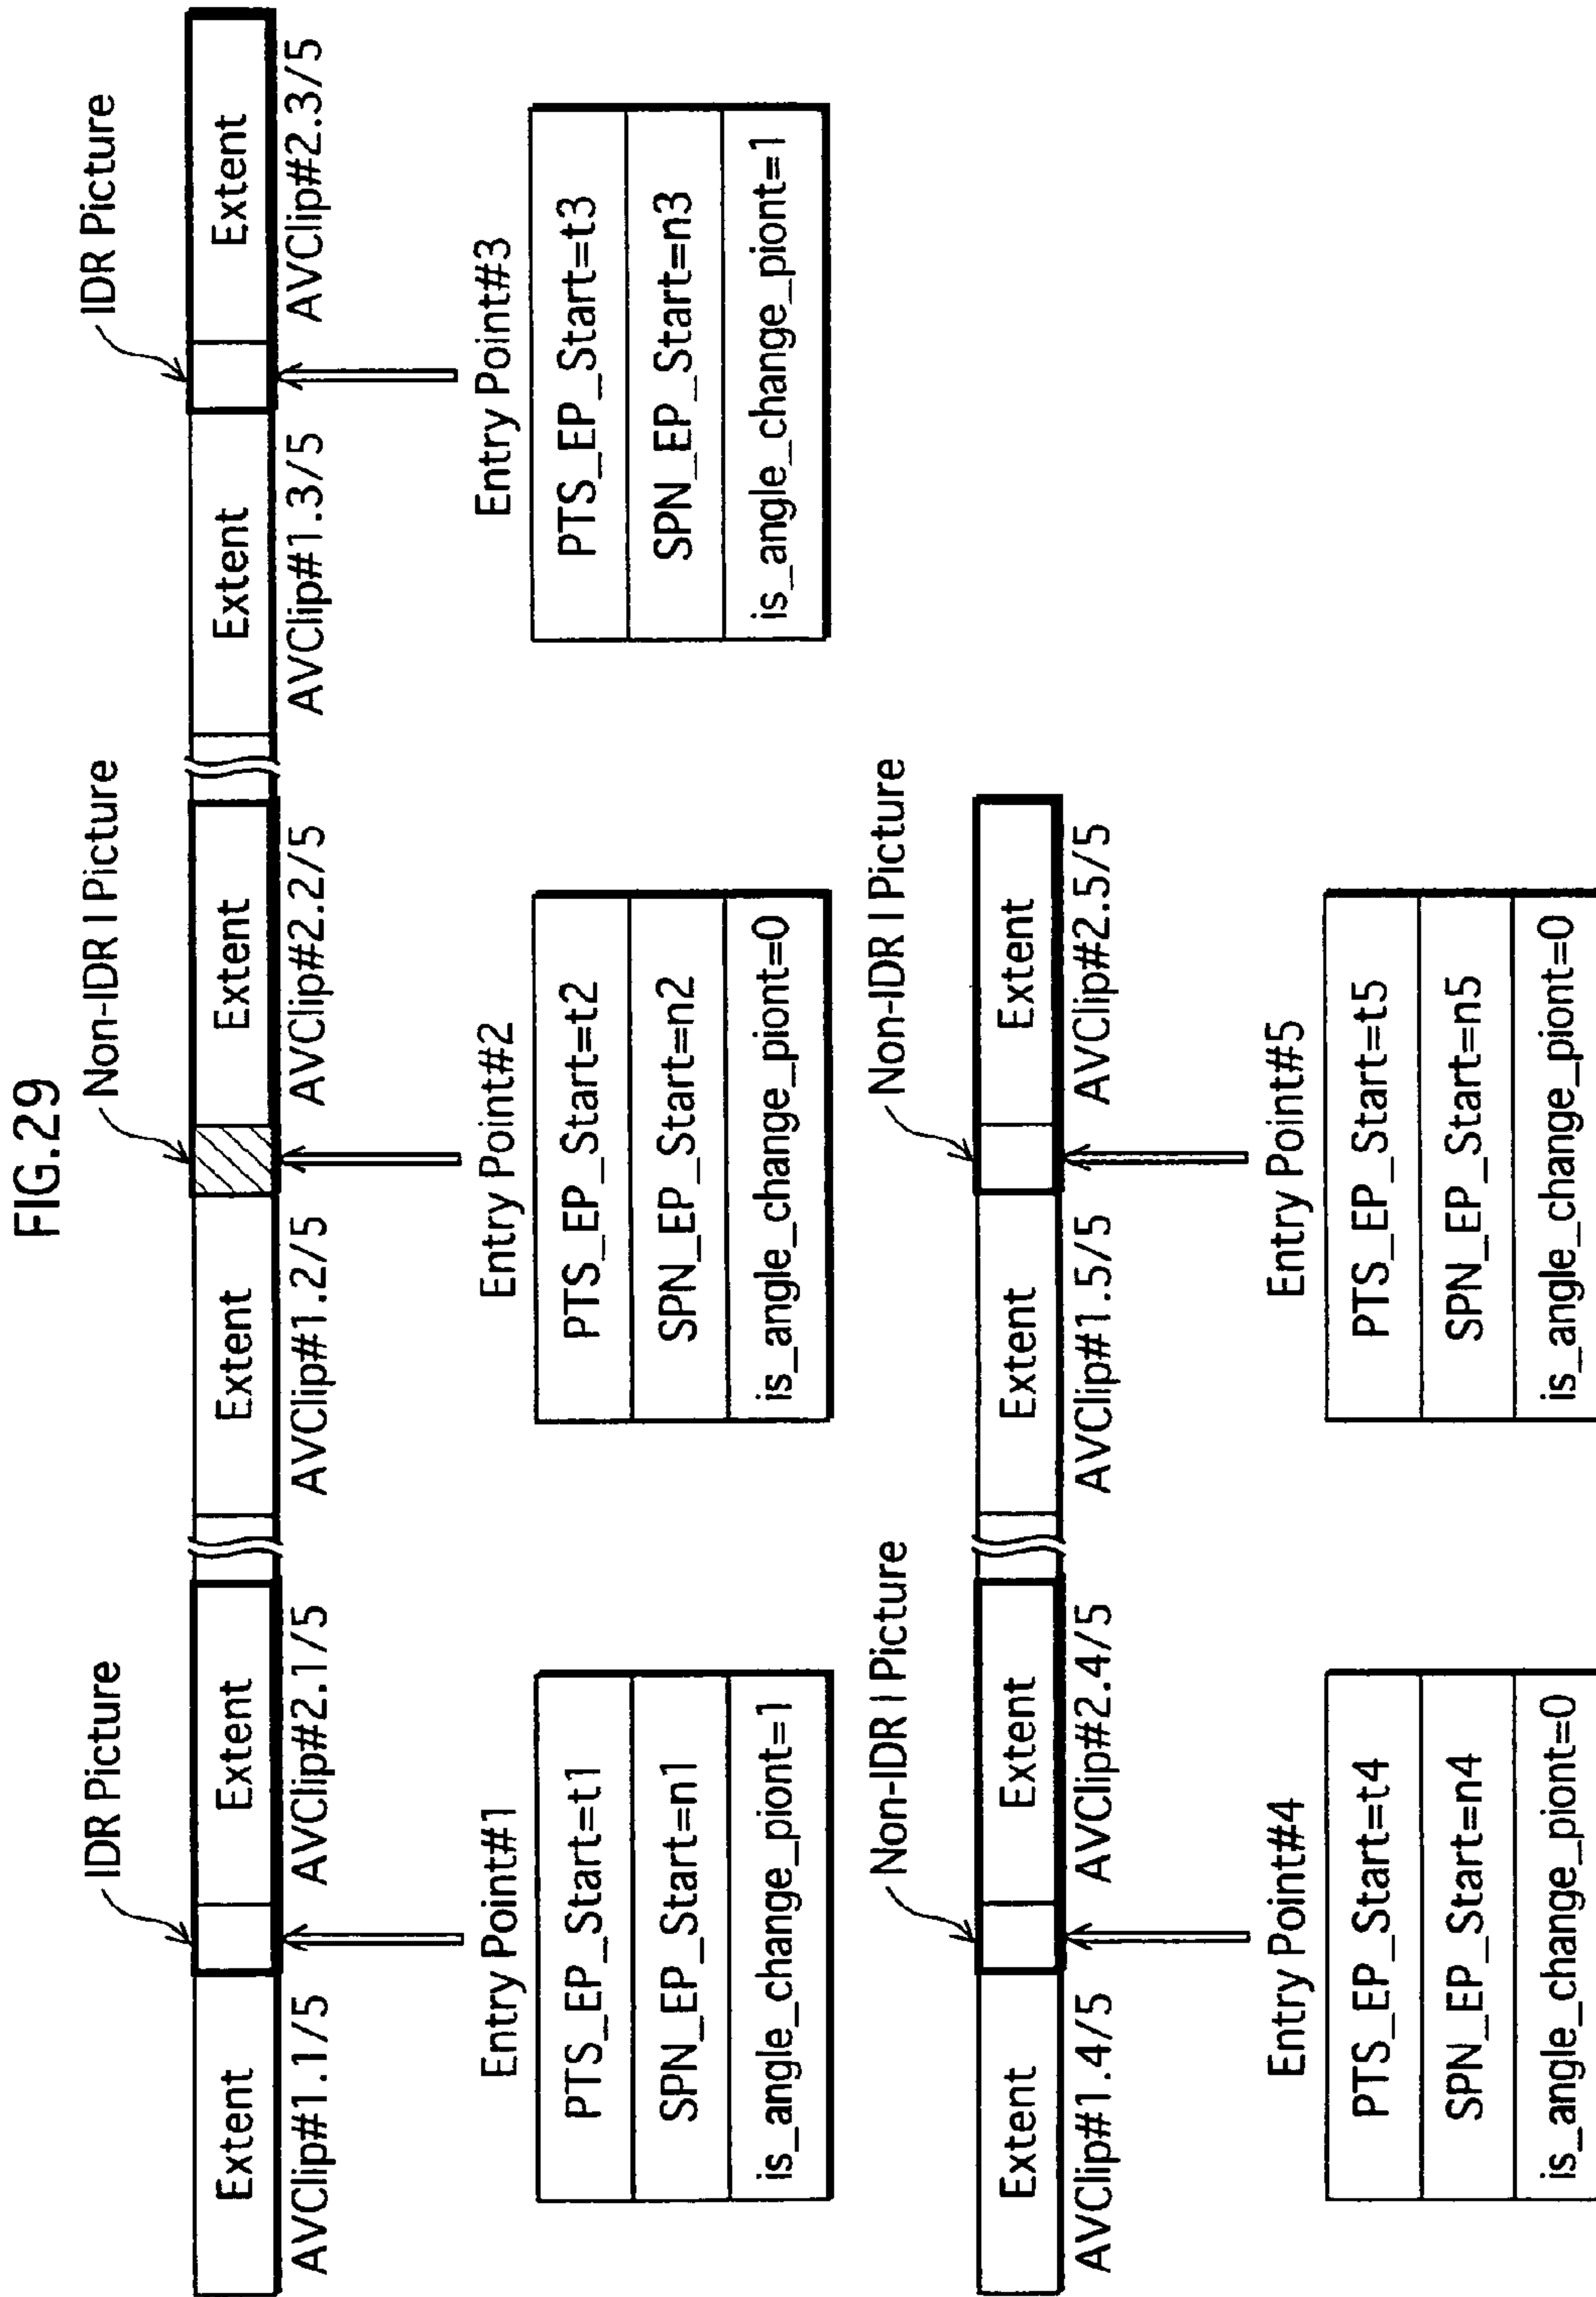 FIG.29
IDR Picture
Non-IDR I Picture
IDR Picture
Extent
Extent
Extent
Extent
Extent
Extent
AVClip#1.1/5
AVClip#2.1/5
AVClip#1.2/5
AVClip#2.2/5
AVClip#1.3/5
AVClip#2.3/5
Entry Point#1
PTS_EP_Start=t1
SPN_EP_Start=n1
is_angle_change_piont=1
Entry Point#2
PTS_EP_Start=t2
SPN_EP_Start=n2
is_angle_change_piont=0
Entry Point#3
PTS_EP_Start=t3
SPN_EP_Start=n3
is_angle_change_piont=1
Non-IDR I Picture
Non-IDR I Picture
Extent
Extent
Extent
Extent
AVClip#1.4/5
AVClip#2.4/5
AVClip#1.5/5
AVClip#2.5/5
Entry Point#4
PTS_EP_Start=t4
SPN_EP_Start=n4
is_angle_change_piont=0
Entry Point#5
PTS_EP_Start=t5
SPN_EP_Start=n5
is_angle_change_piont=0